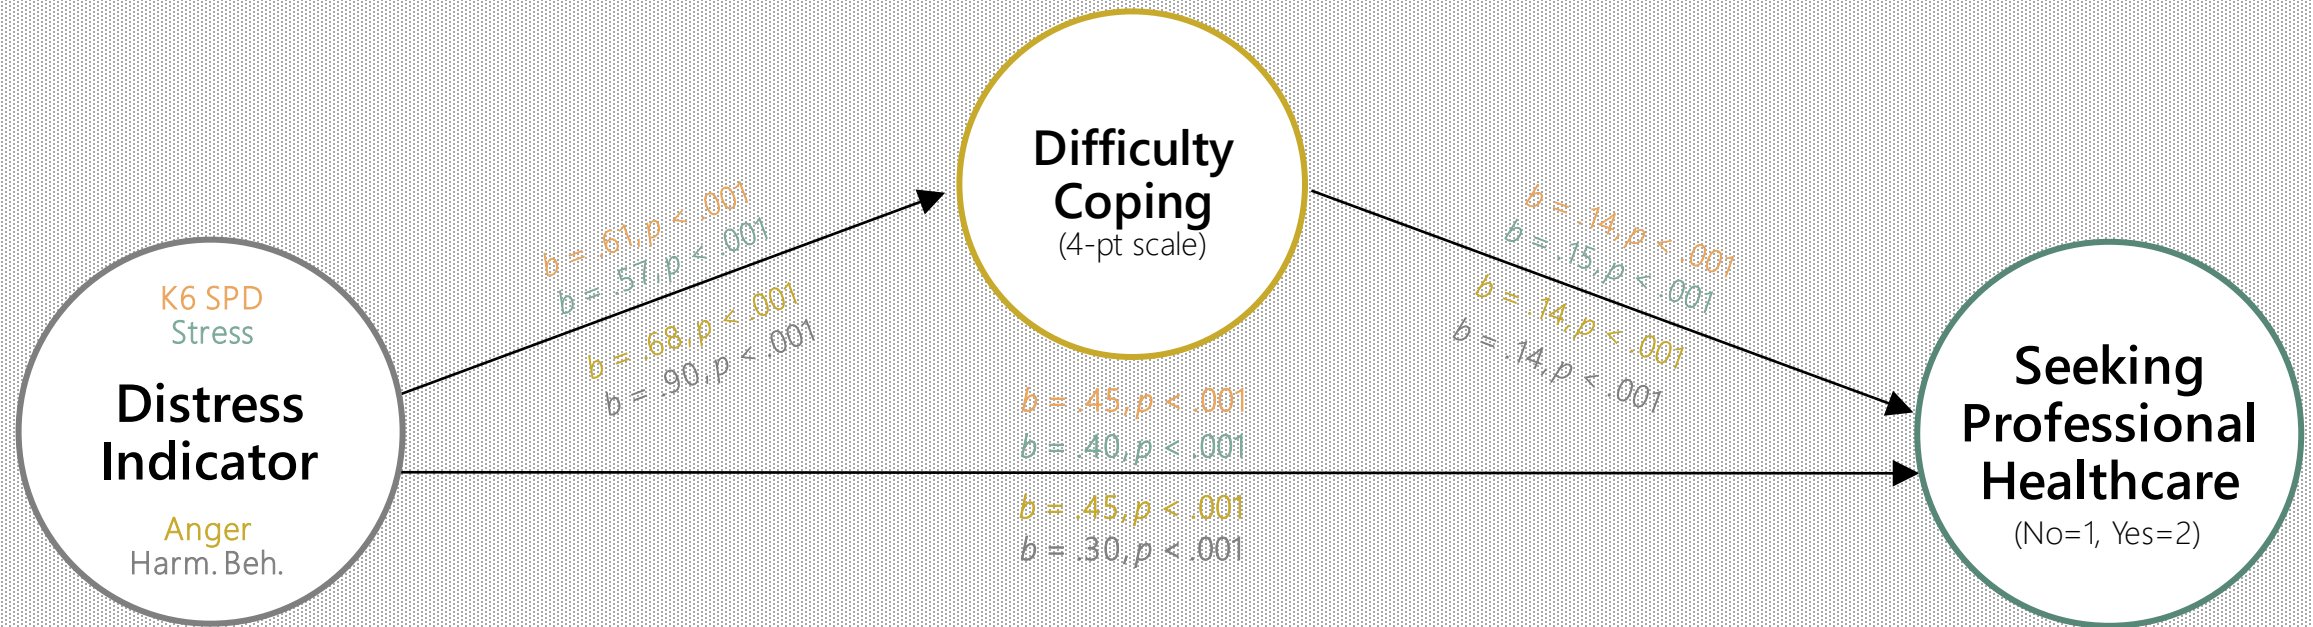 K6 SPD
Stress
Distress
Indicator
Anger
Harm. Beh.
b = .61, p < .001
b = .57, p < .001
b = .68, p < .001
b = .90, p < .001
Difficulty
Coping
(4-pt scale)
b = .45, p < .001
b = .40, p < .001
b = .45, p < .001
b = .30, p < .001
b = .14, p < .001
b = .15, p < .001
b = .14, p < .001
b = .14, p < .001
Seeking
Professional
Healthcare
(No=1, Yes=2)